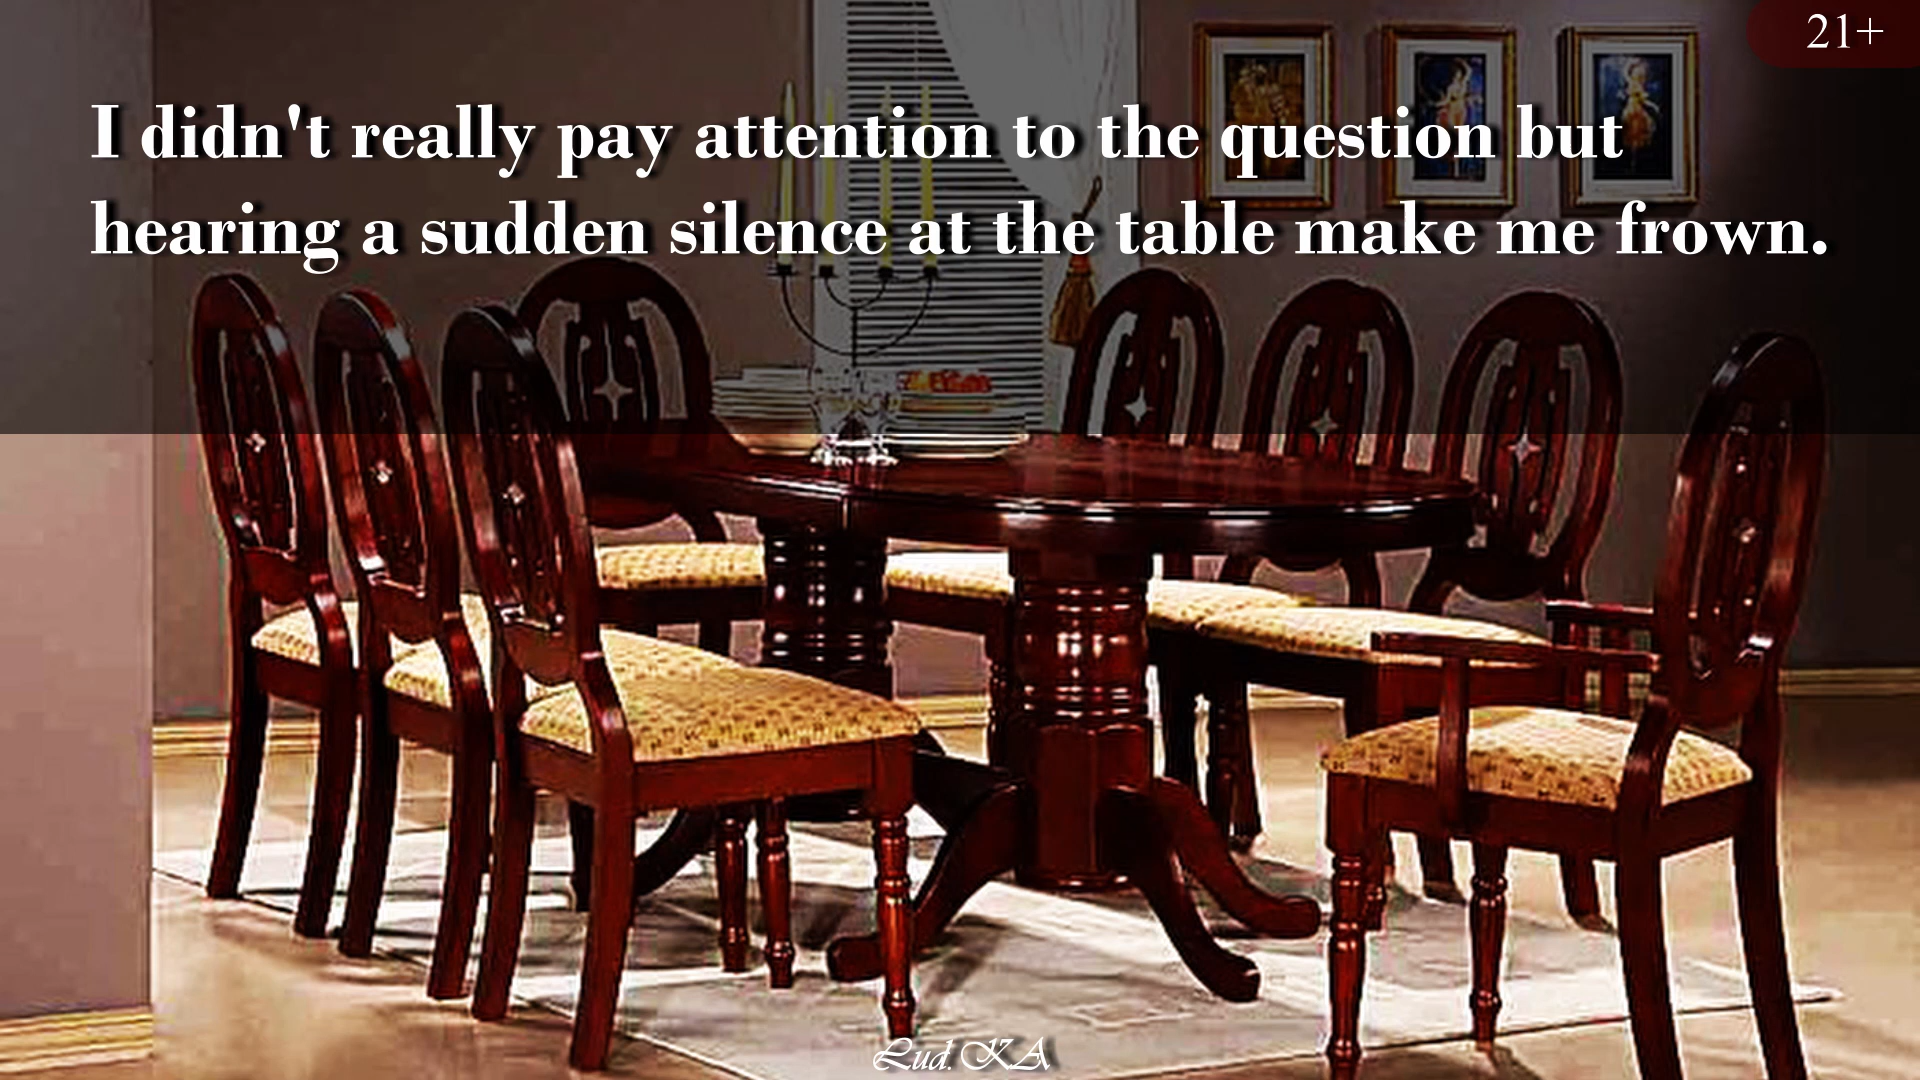 21+
I didn't really pay attention to the question but
hearing a sudden silence at the table make me frown.
Lud. KA